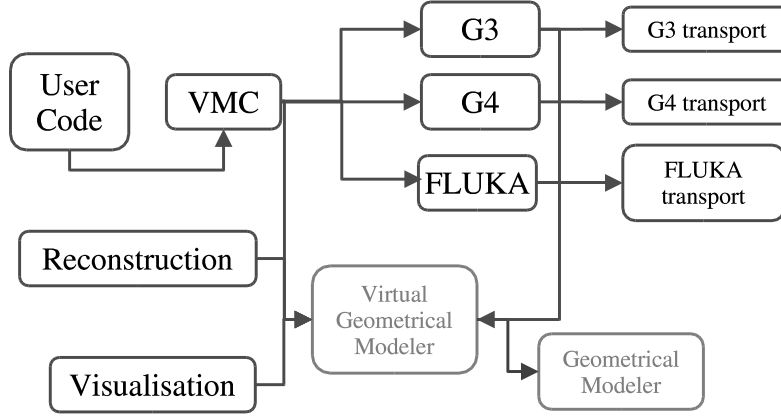 User
Code
VMC
G3
G4
FLUKA
G3 transport
G4 transport
FLUKA
transport
Reconstruction
Visualisation
Virtual
Geometrical
Modeler
Geometrical
Modeler